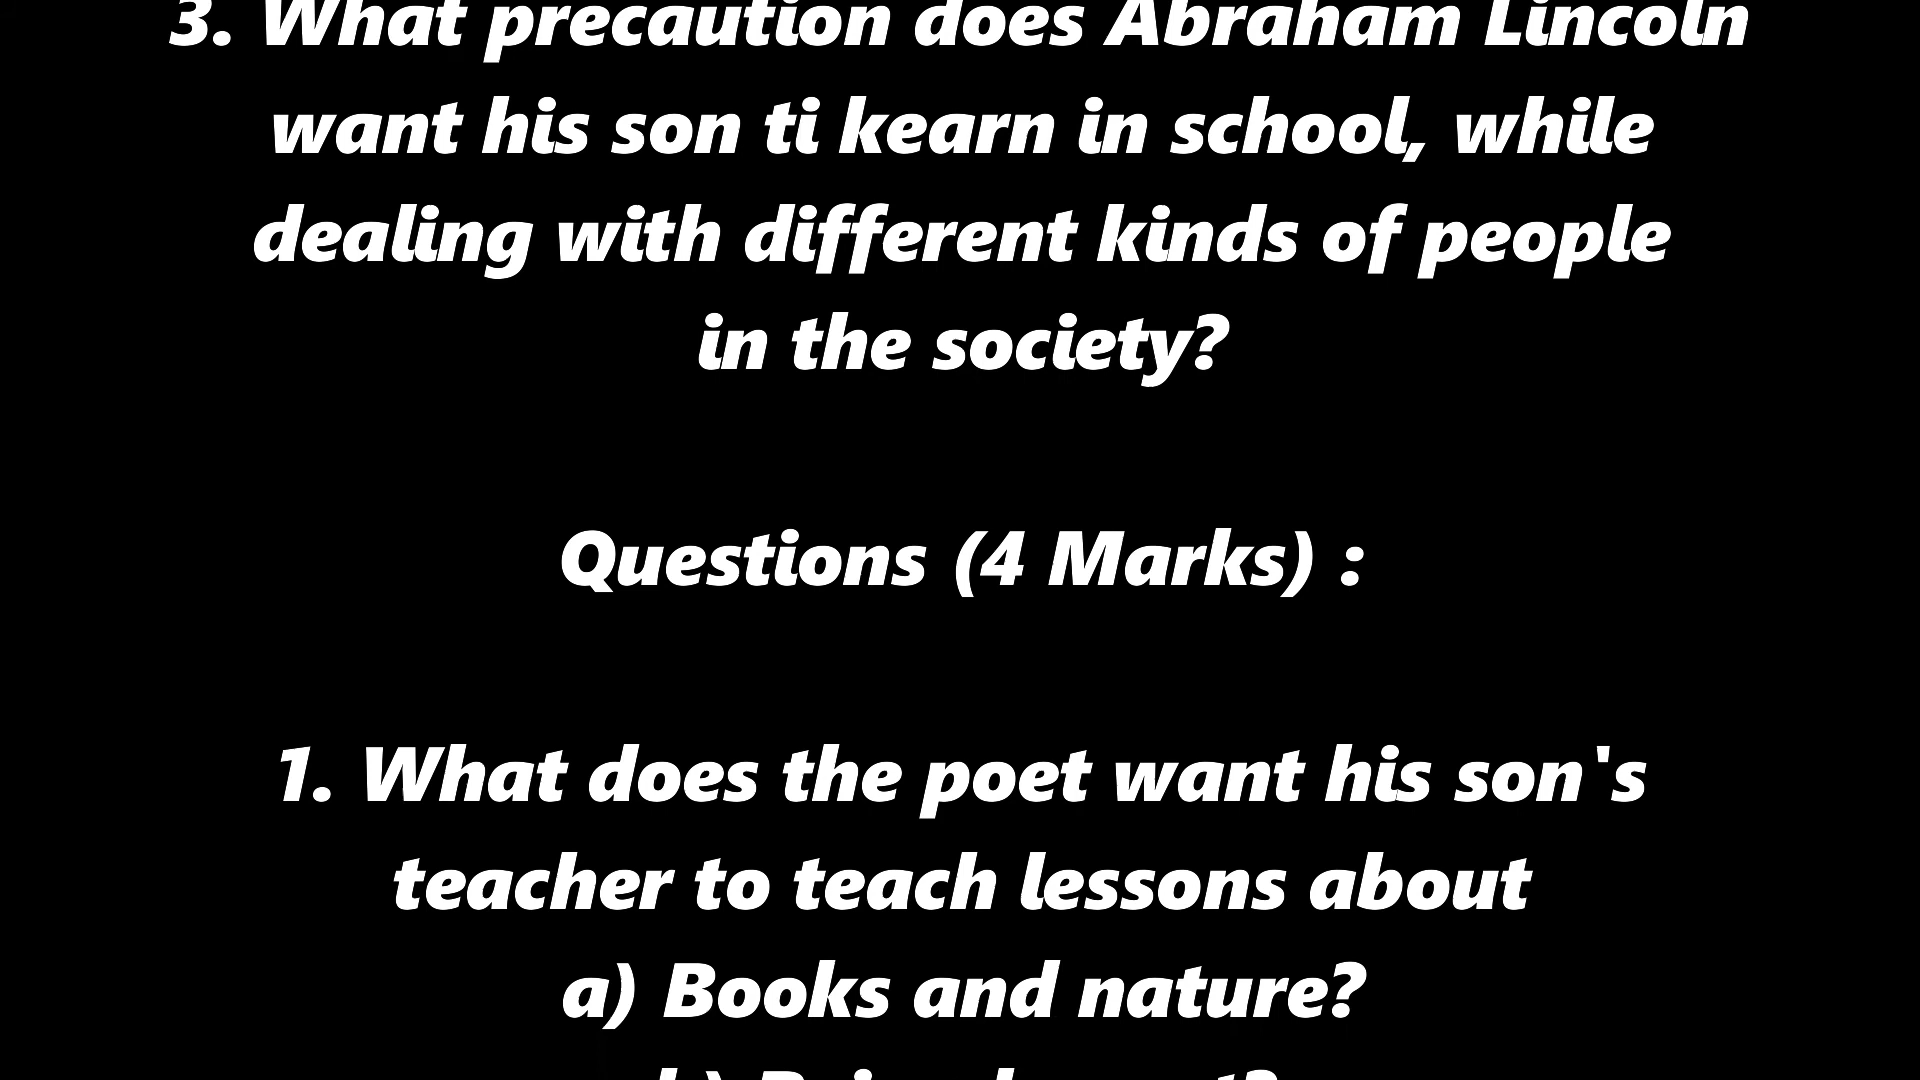 3. What precaution does Abraham Lincoln
want his son ti kearn in school, while
dealing with different kinds of people
in the society?
Questions (4 Marks) :
1. What does the poet want his son's
teacher to teach lessons about
a) Books and nature?